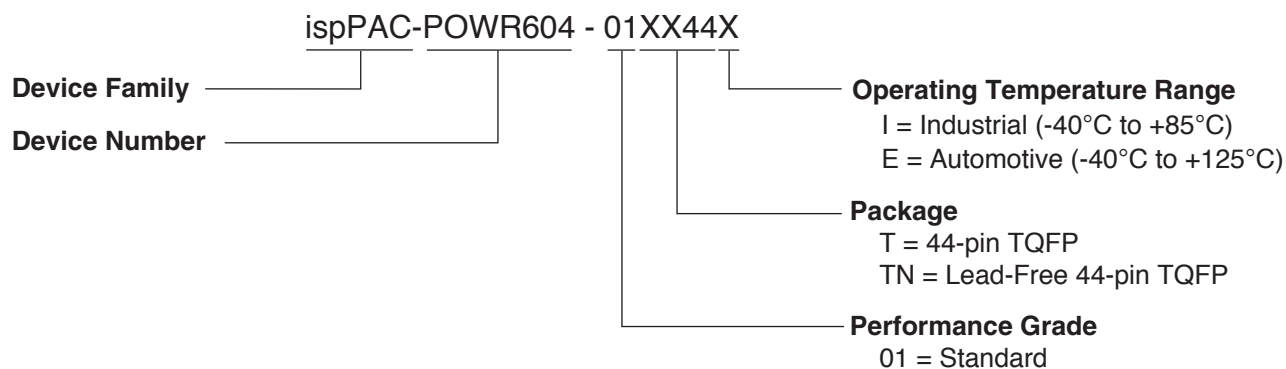 ispPAC-POWR604 - 01XX44X
Device Family
Device Number
Operating Temperature Range
I = Industrial (-40°C to +85°C)
E = Automotive (-40°C to +125°C)
Package
T = 44-pin TQFP
TN = Lead-Free 44-pin TQFP
Performance Grade
01 = Standard